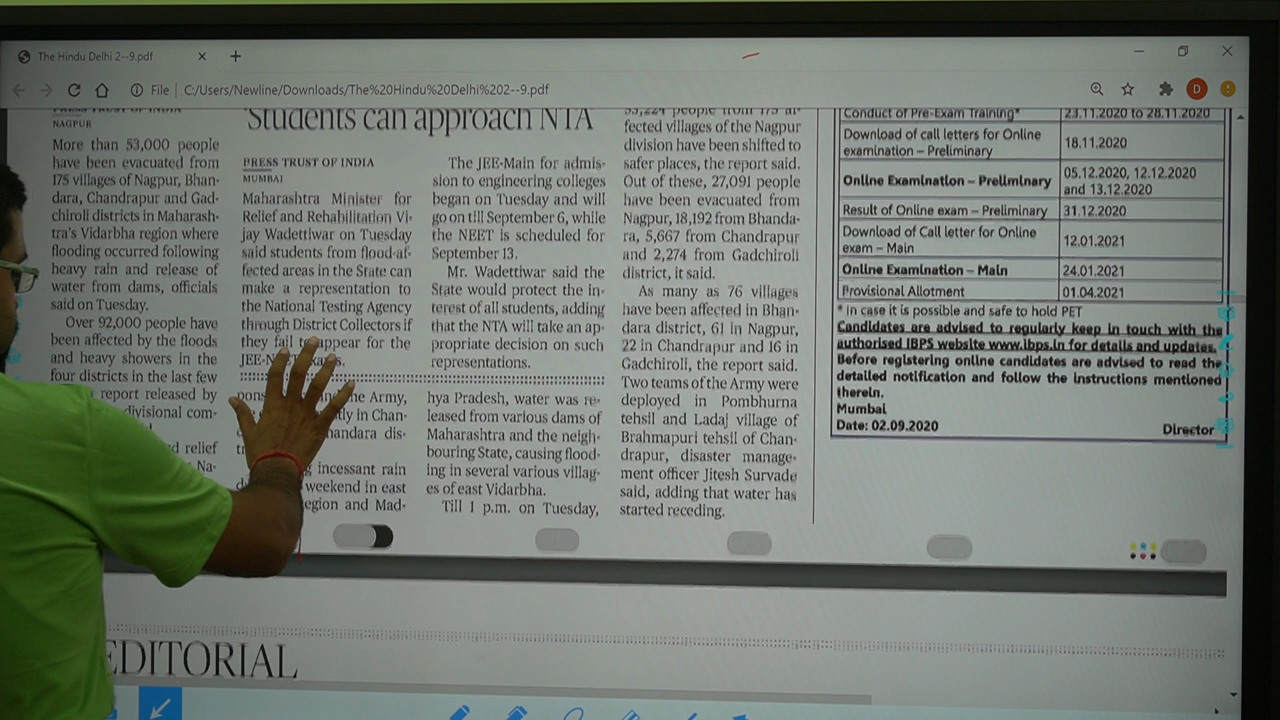 The Hindu Delhi 2--9.pdf
File
C:/Users/Newline/Downloads/The%20Hindu%20Delhi%202--9.pdf
D
PRESS TRUST OF INDIA
NAGPUR
More than 53,000 people
have been evacuated from
175 villages of Nagpur, Bhan-
dara, Chandrapur and Gad-
chiroli districts in Maharash-
tra's Vidarbha region where
flooding occurred following
heavy rain and release of
water from dams, officials
said on Tuesday.
Over 92,000 people have
been affected by the floods
and heavy showers in the
four districts in the last few
report released by
divisional com-
relief
Na-
Students can approach NTA
PRESS TRUST OF INDIA
MUMBAI
Maharashtra Minister for
Relief and Rehabilitation Vi-
jay Wadettiwar on Tuesday
said students from flood-af-
fected areas in the State can
make a representation to
the National Testing Agency
through District Collectors if
they fail to appear for the
The JEE-Main for admis-
sion to engineering colleges
began on Tuesday and will
go on till September 6, while
the NEET is scheduled for
September 13.
Mr. Wadettiwar said the
State would protect the in-
terest of all students, adding
that the NTA will take an ap-
propriate decision on such
representations.
the Army,
in Chan-
dis-
incessant rain
weekend in east
and Mad-
hya Pradesh, water was re-
leased from various dams of
Maharashtra and the neigh-
bouring State, causing flood-
ing in several various villag-
es of east Vidarbha.
Till 1 p.m. on Tuesday,
53,224 people from 175 af-
fected villages of the Nagpur
division have been shifted to
safer places, the report said.
Out of these, 27,091 people
have been evacuated from
Nagpur, 18,192 from Bhanda-
ra, 5,667 from Chandrapur
and 2,274 from Gadchiroli
district, it said.
As many as 76 villages
have been affected in Bhan-
dara district, 61 in Nagpur,
22 in Chandrapur and 16 in
Gadchiroli, the report said.
Two teams of the Army were
deployed in Pombhurna
tehsil and Ladaj village of
Brahmapuri tehsil of Chan-
drapur, disaster manage-
ment officer Jitesh Survade
said, adding that water has
started receding.
Conduct of Pre-Exam Training* 23.11.2020 to 28.11.2020
Download of call letters for Online
examination – Preliminary 18.11.2020
Online Examination – Preliminary 05.12.2020, 12.12.2020
and 13.12.2020
Result of Online exam – Preliminary 31.12.2020
Download of Call letter for Online
exam – Main 12.01.2021
Online Examination – Main 24.01.2021
Provisional Allotment 01.04.2021
* In case it is possible and safe to hold PET
Candidates are advised to regularly keep in touch with the
authorised IBPS website www.ibps.in for details and updates.
Before registering online candidates are advised to read the
detailed notification and follow the instructions mentioned
therein.
Mumbai
Date: 02.09.2020 Director
EDITORIAL